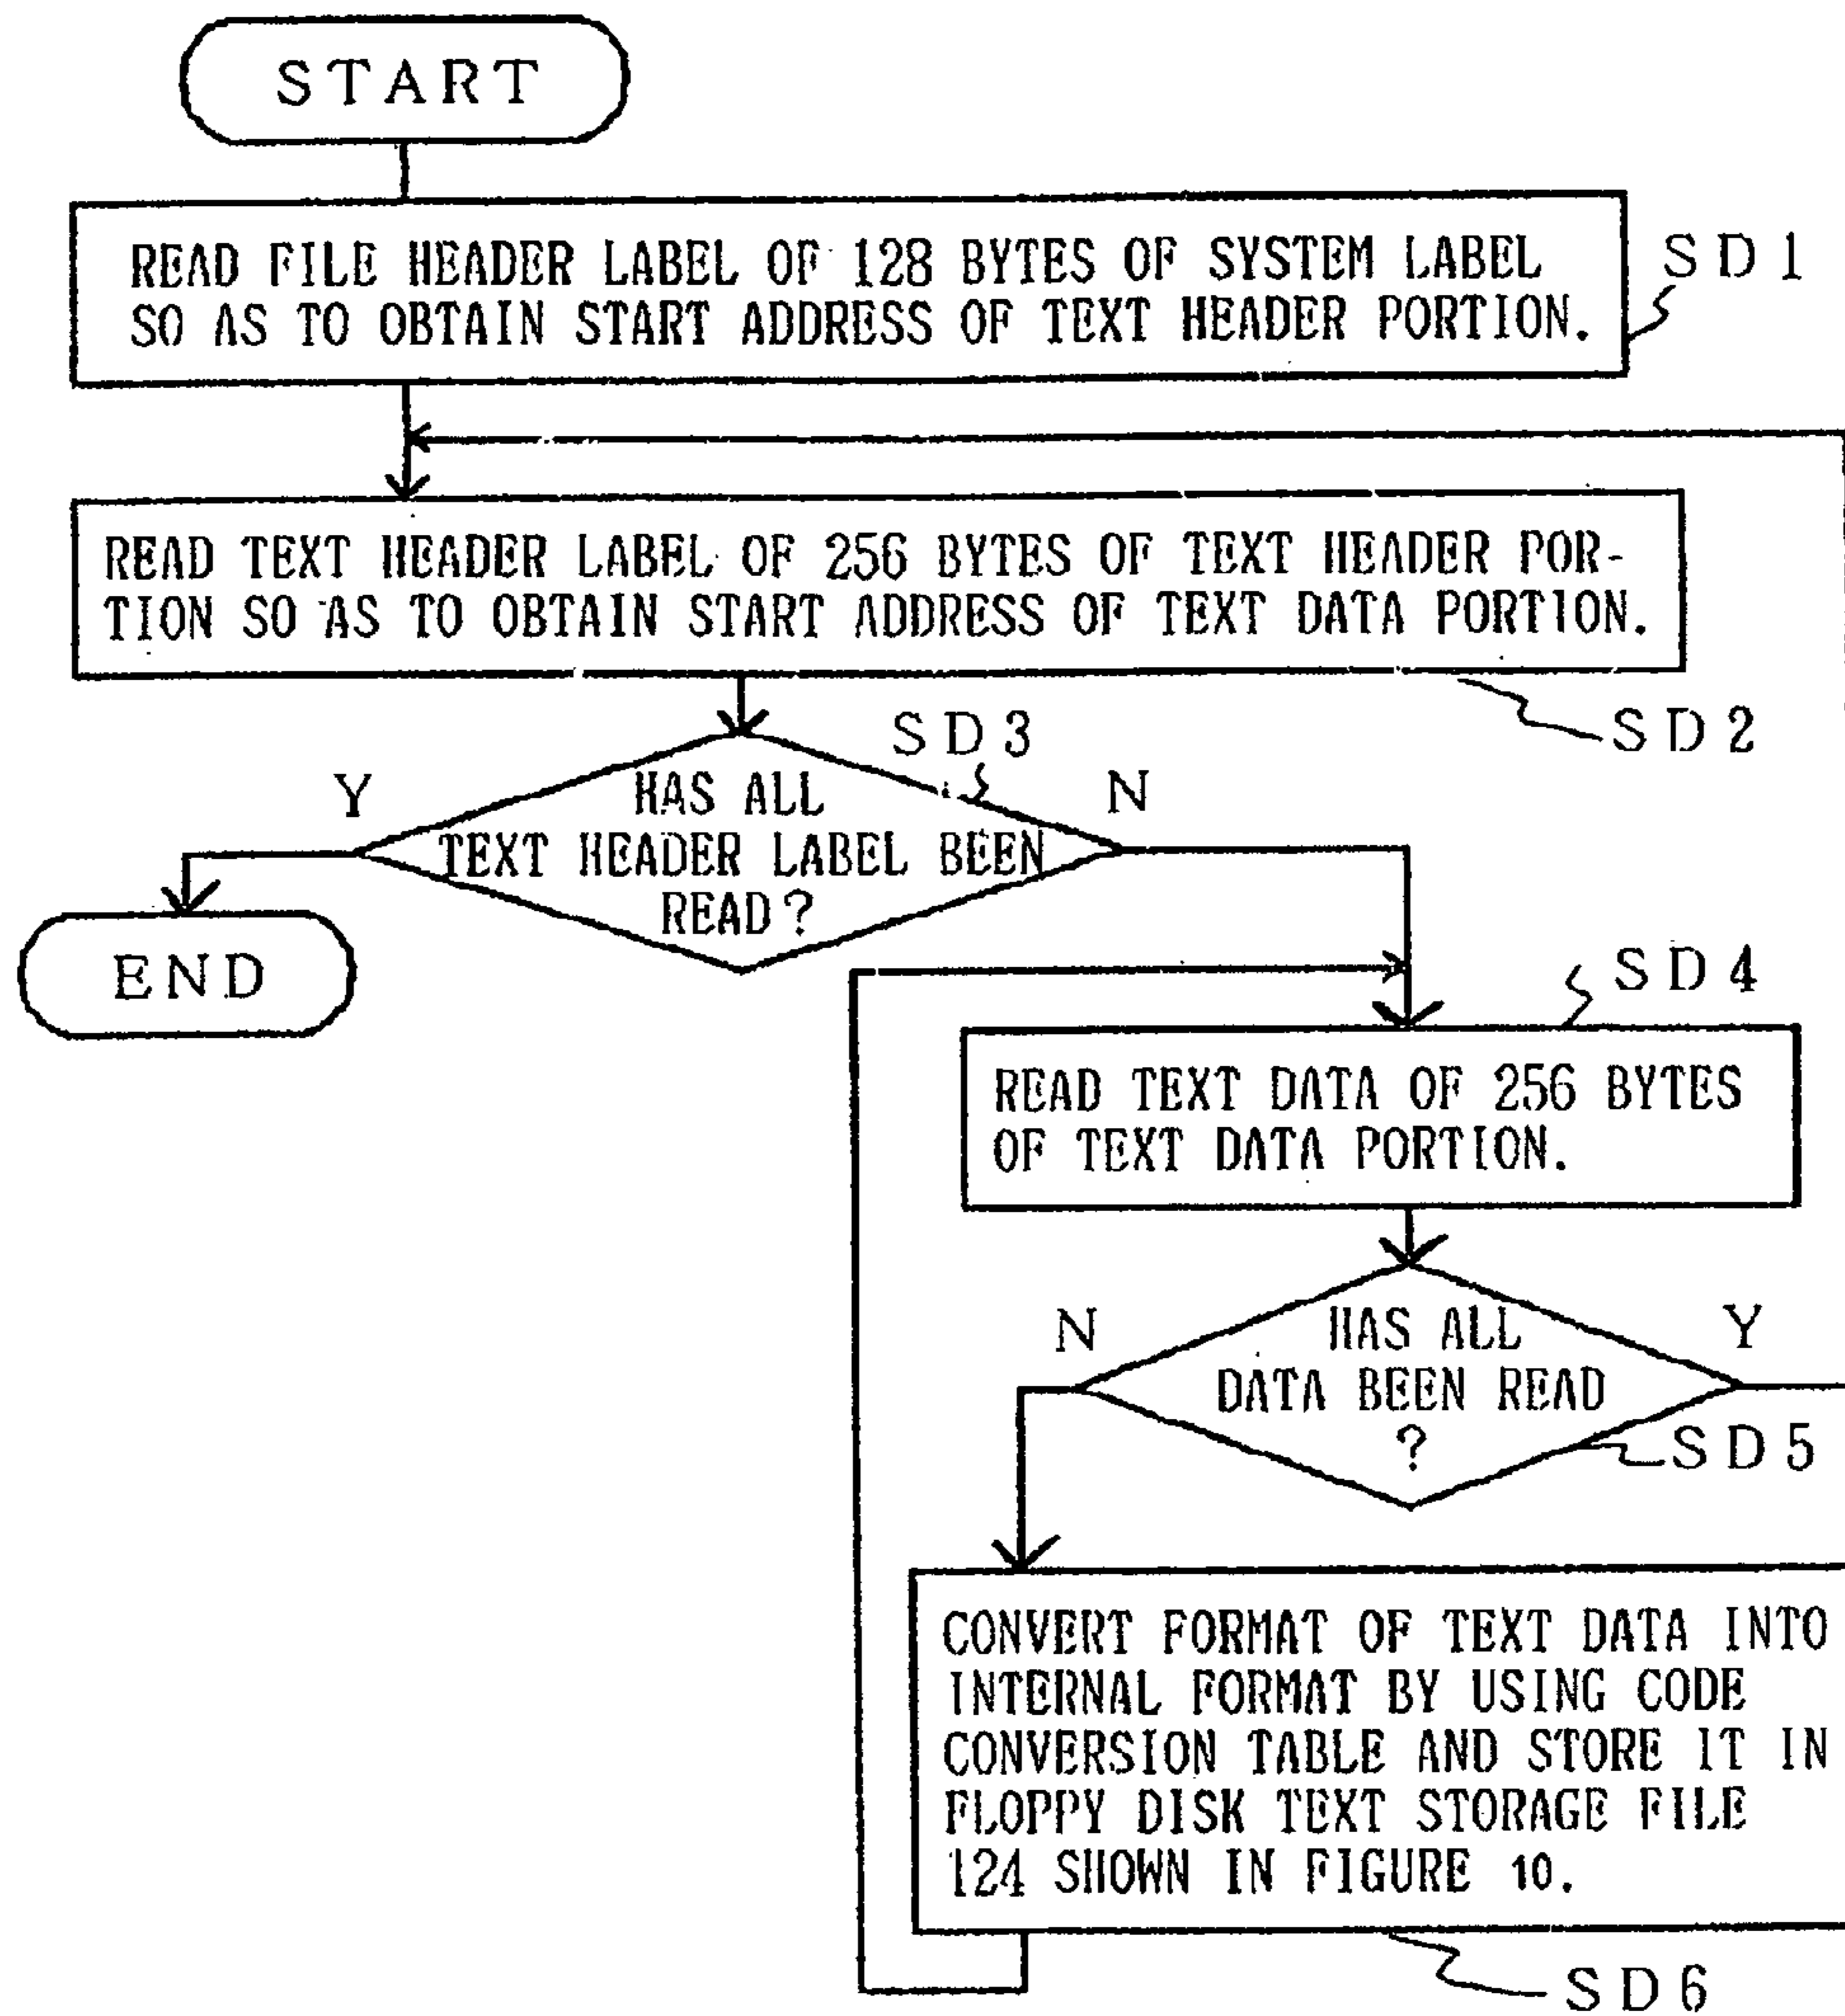 START
READ FILE HEADER LABEL OF 128 BYTES OF SYSTEM LABEL
SO AS TO OBTAIN START ADDRESS OF TEXT HEADER PORTION.
SD1
READ TEXT HEADER LABEL OF 256 BYTES OF TEXT HEADER POR-
TION SO AS TO OBTAIN START ADDRESS OF TEXT DATA PORTION.
SD2
SD3
Y
HAS ALL
TEXT HEADER LABEL BEEN
READ?
N
END
SD4
READ TEXT DATA OF 256 BYTES
OF TEXT DATA PORTION.
N
HAS ALL
DATA BEEN READ
?
Y
SD5
CONVERT FORMAT OF TEXT DATA INTO
INTERNAL FORMAT BY USING CODE
CONVERSION TABLE AND STORE IT IN
FLOPPY DISK TEXT STORAGE FILE
124 SHOWN IN FIGURE 10.
SD6